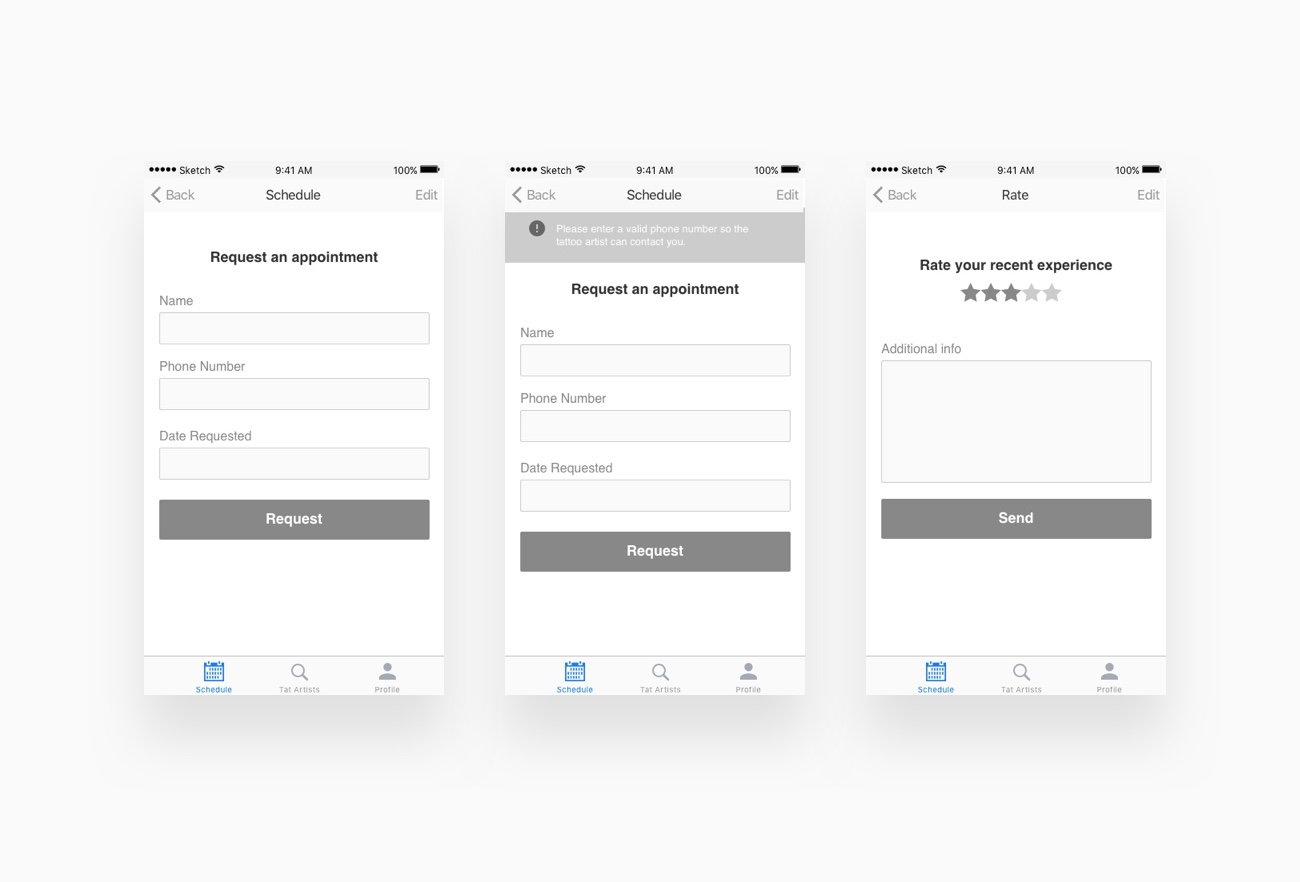 Sketch 9:41 AM 100%
Back Schedule Edit
Request an appointment
Name
Phone Number
Date Requested
Request
Schedule Tat Artists Profile
Sketch 9:41 AM 100%
Back Schedule Edit
! Please enter a valid phone number so the
tattoo artist can contact you.
Request an appointment
Name
Phone Number
Date Requested
Request
Schedule Tat Artists Profile
Sketch 9:41 AM 100%
Back Rate Edit
Rate your recent experience
Additional info
Send
Schedule Tat Artists Profile